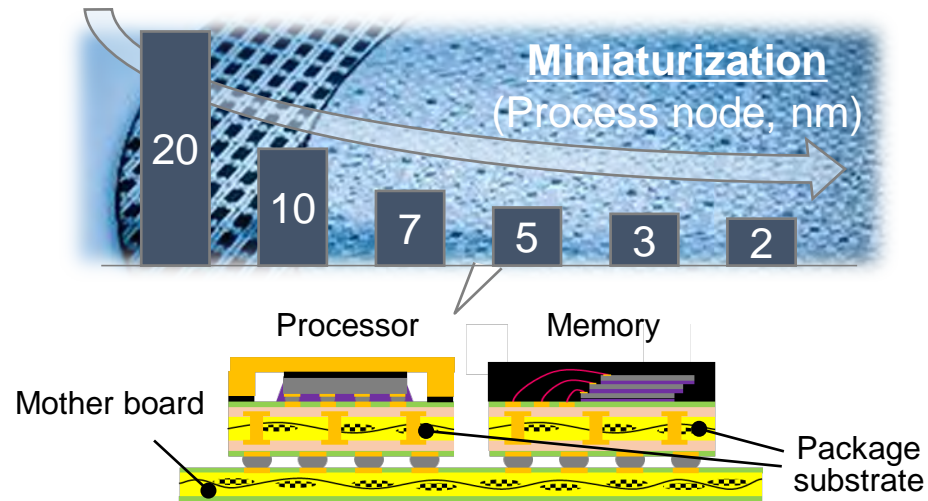 Miniaturization
(Process node, nm)
20
10
7
5
3
2
Processor
Memory
Mother board
Package
substrate